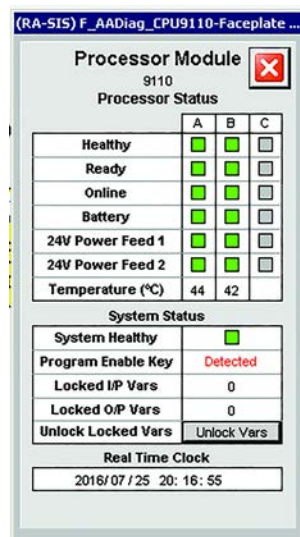 (RA-SIS) F_AADiag_CPU9110-Faceplate ...
Processor Module
9110
Processor Status
A B C
Healthy
Ready
Online
Battery
24V Power Feed 1
24V Power Feed 2
Temperature (ºC) 44 42
System Status
System Healthy
Program Enable Key Detected
Locked I/P Vars 0
Locked O/P Vars 0
Unlock Locked Vars Unlock Vars
Real Time Clock
2016/07/25 20:16:55